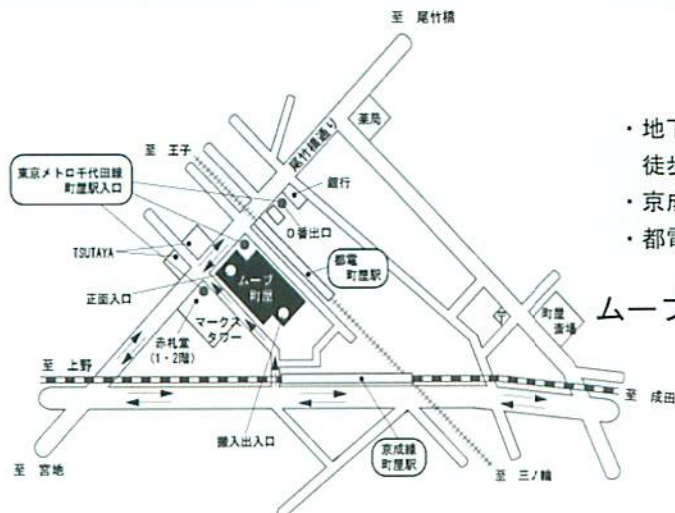 至 尾竹橋
薬局
尾竹橋通り
至 王子
東京メトロ千代田線
町屋駅入口
銀行
0番出口
都電
町屋駅
TSUTAYA
ムーブ
町屋
正面入口
赤札堂
(1・2階)
マークス
タワー
〒
町屋
斎場
至 上野
至 成田
搬入出入口
京成線
町屋駅
至 宮地
至 三ノ輪
・地下
徒歩
・京成
・都電
ムーブ